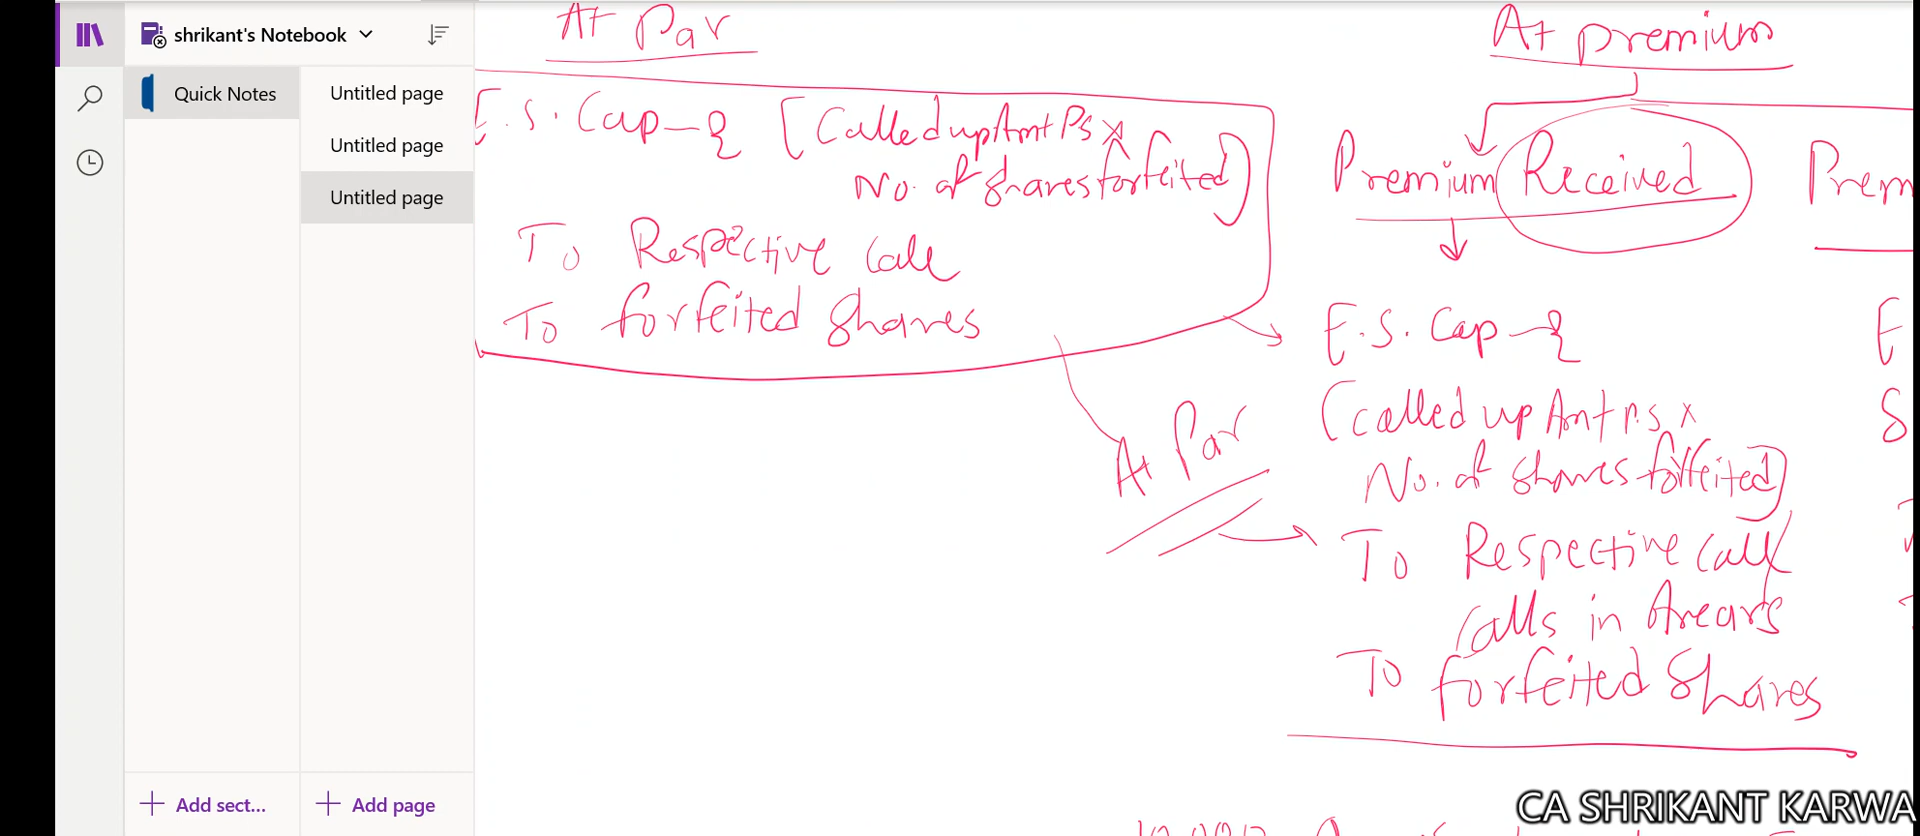 shrikant's Notebook
Quick Notes
Untitled page
Untitled page
Untitled page
Add sect...
Add page
At Par
E.S. Cap-
[Called up Amt P.S x
No. of shares forfeited]
To Respective Call
To forfeited shares
At Par
At premium
Premium Received
E.S. Cap-
(Called up Amt P.S x
No. of shares forfeited)
To Respective Call
Calls in Arears
To forfeited Shares
Prem
E
S
CA SHRIKANT KARWA